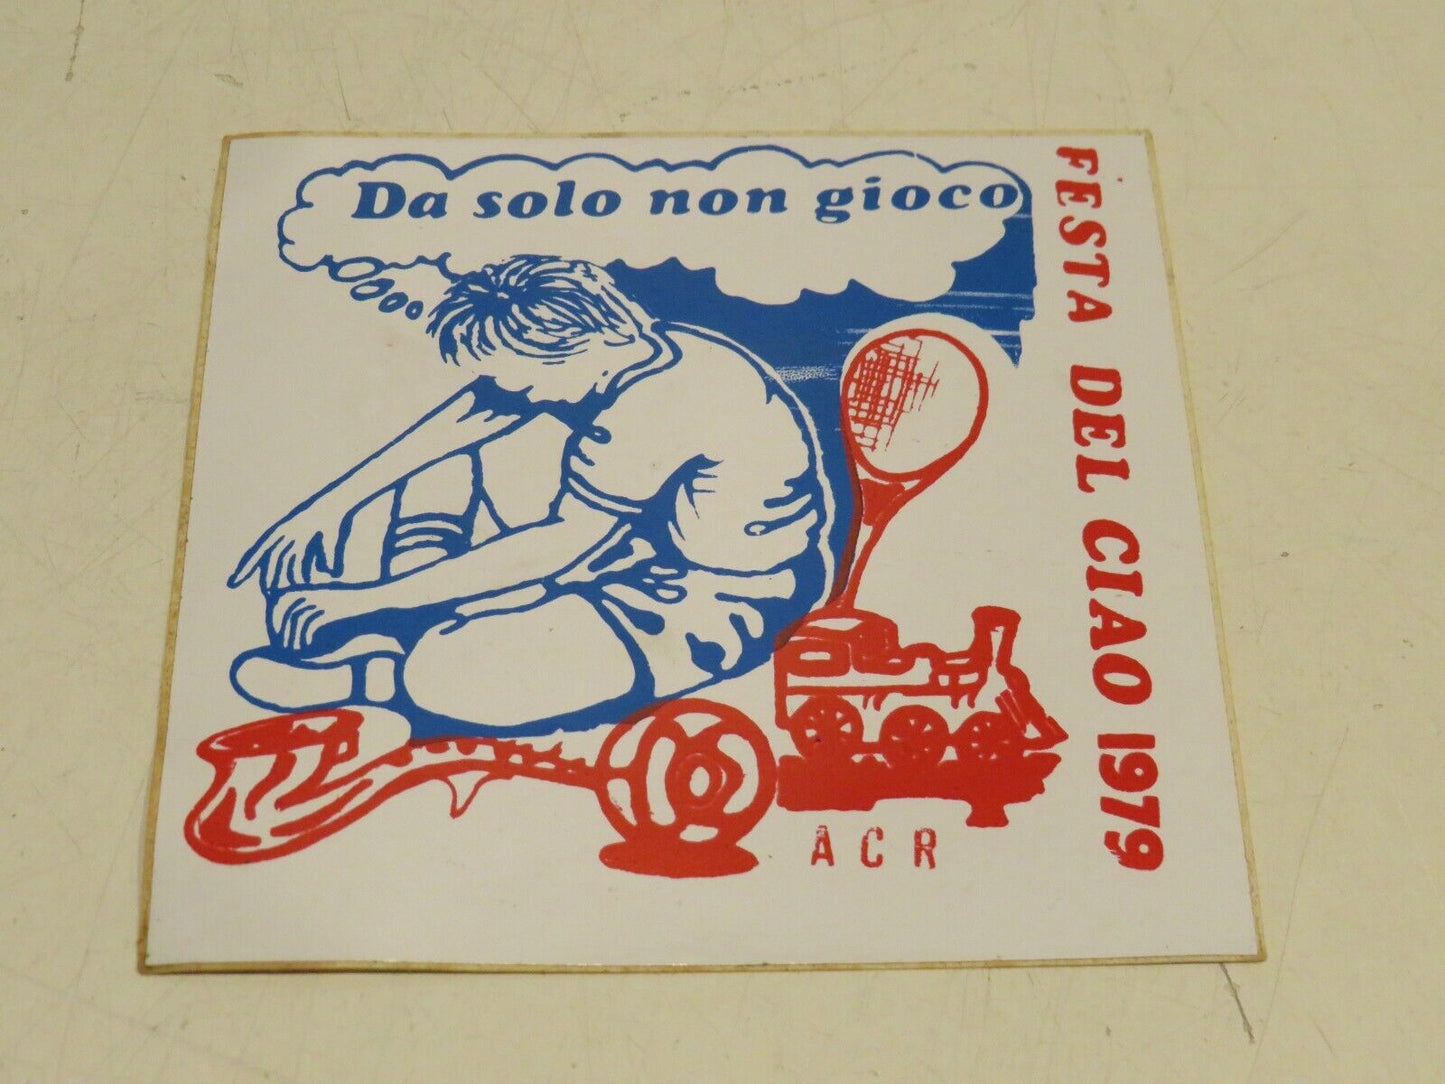 Da solo non gioco
FESTA DEL CIAO 1979
ACR